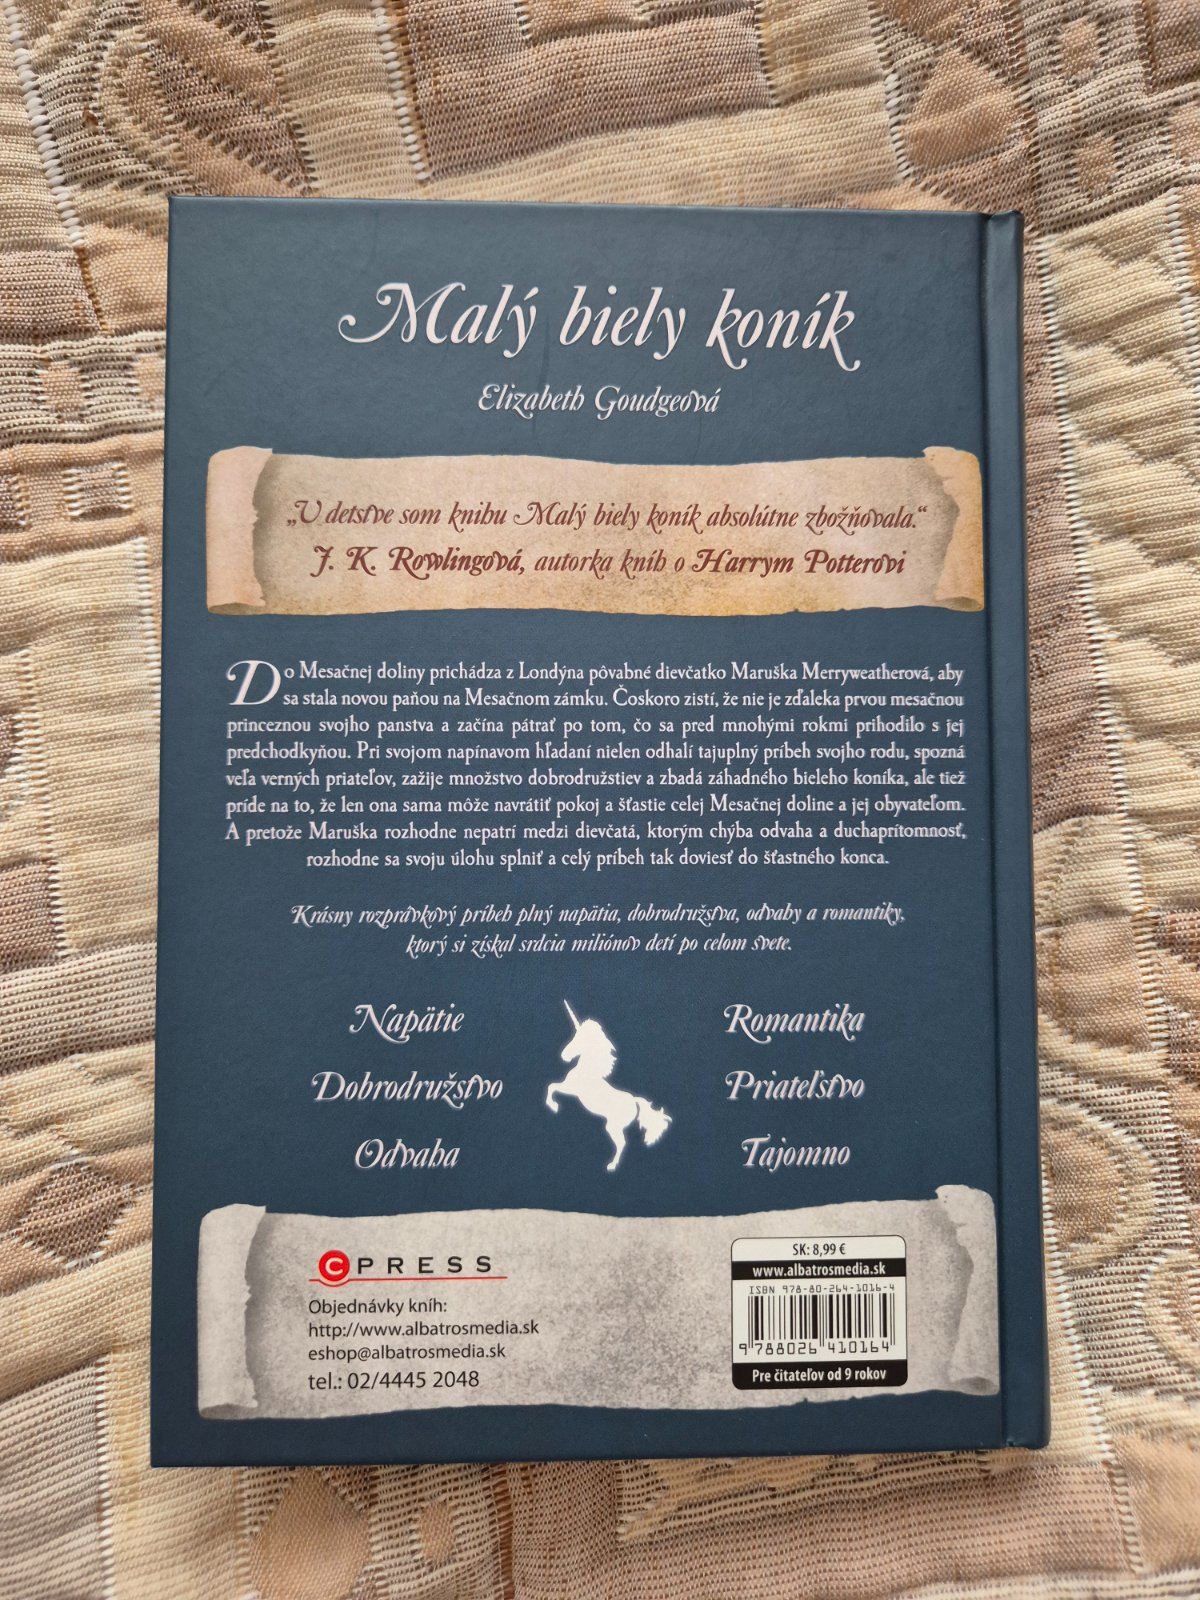 Malý biely koník
Elizabeth Goudgeová
„V detstve som knihu Malý biely koník absolútne zbožňovala.“
J. K. Rowlingová, autorka kníh o Harrym Potterovi
Do Mesačnej doliny prichádza z Londýna pôvabné dievčatko Maruška Merryweatherová, aby
sa stala novou paňou na Mesačnom zámku. Čoskoro zistí, že nie je zďaleka prvou mesačnou
princeznou svojho panstva a začína pátrať po tom, čo sa pred mnohými rokmi prihodilo s jej
predchodkyňou. Pri svojom napínavom hľadaní nielen odhalí tajuplný príbeh svojho rodu, spozná
veľa verných priateľov, zažije množstvo dobrodružstiev a zbadá záhadného bieleho koníka, ale tiež
príde na to, že len ona sama môže navrátiť pokoj a šťastie celej Mesačnej doline a jej obyvateľom.
A pretože Maruška rozhodne nepatrí medzi dievčatá, ktorým chýba odvaha a duchaprítomnosť,
rozhodne sa svoju úlohu splniť a celý príbeh tak doviesť do šťastného konca.
Krásny rozprávkový príbeh plný napätia, dobrodružstva, odvahy a romantiky,
ktorý si získal srdcia miliónov detí po celom svete.
Napätie
Romantika
Dobrodružstvo
Priateľstvo
Odvaha
Tajomno
CPRESS
Objednávky kníh:
http://www.albatrosmedia.sk
eshop@albatrosmedia.sk
tel.: 02/4445 2048
SK: 8,99 €
www.albatrosmedia.sk
ISBN 978-80-264-1016-4
9 788026 410164
Pre čitateľov od 9 rokov